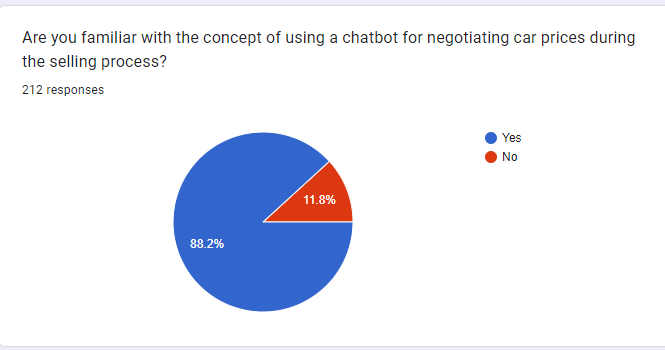 Are you familiar with the concept of using a chatbot for negotiating car prices during
the selling process?
212 responses
Yes
No
11.8%
88.2%